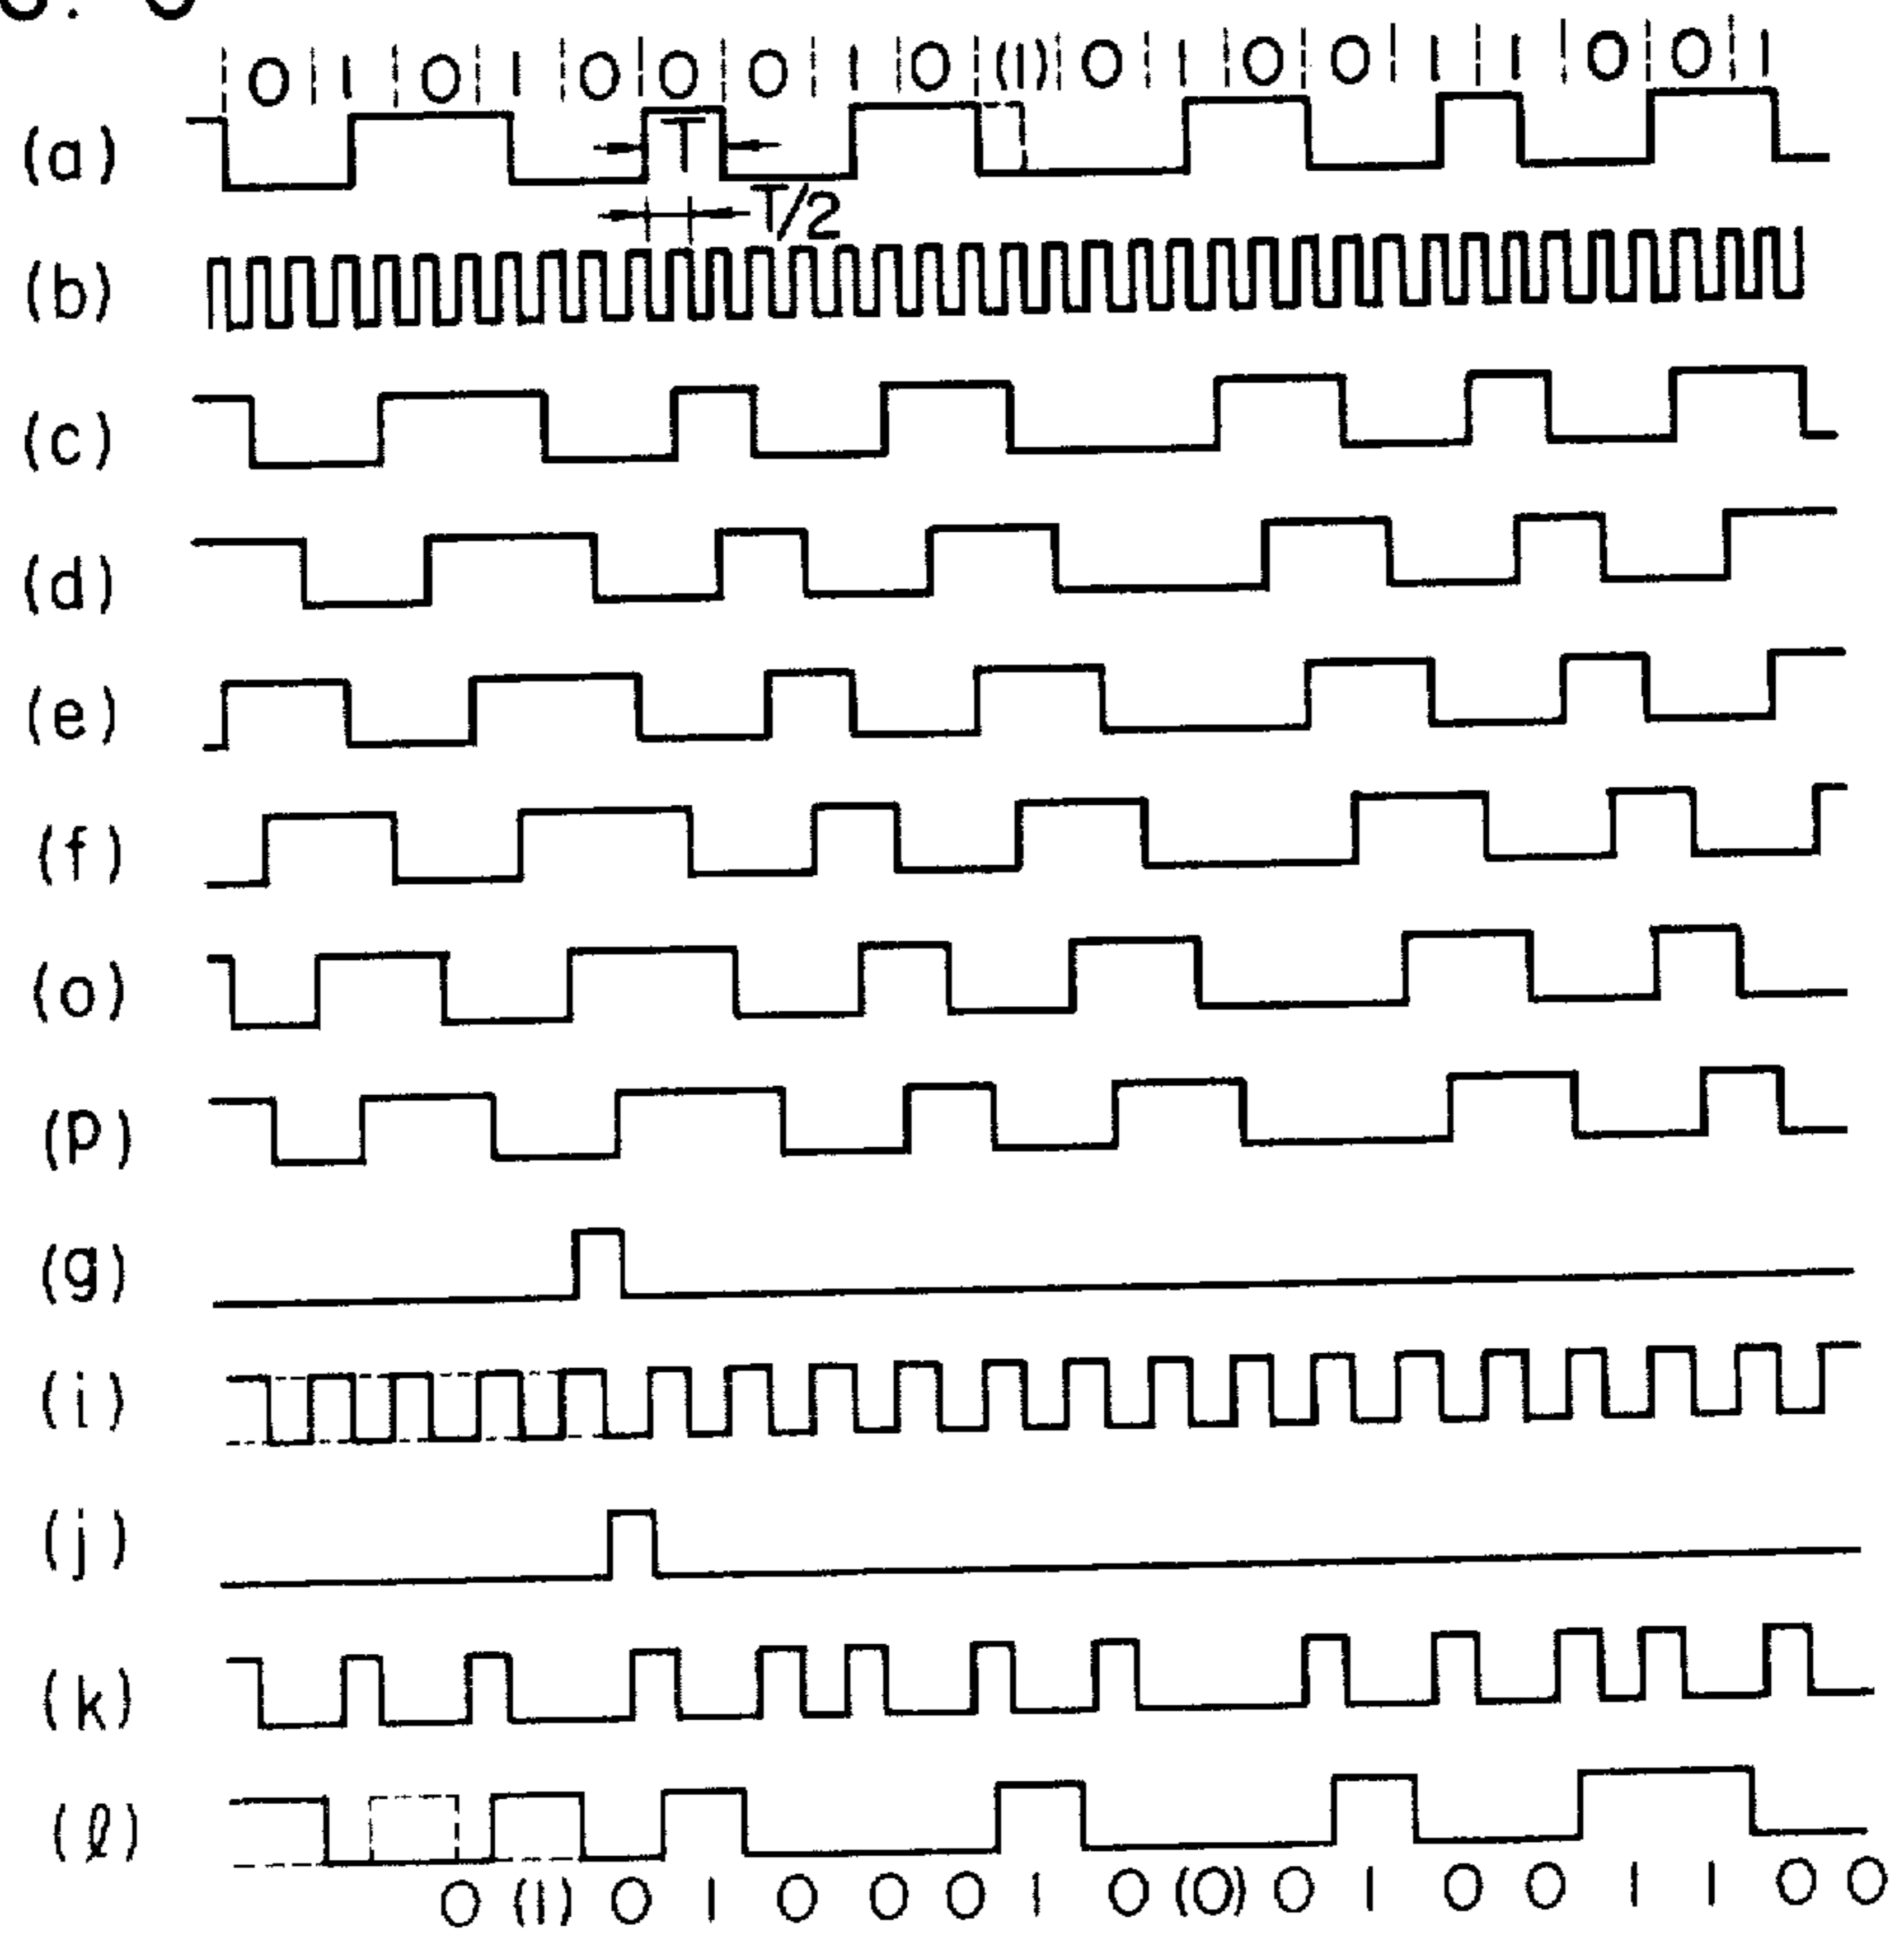 0 1 0 1 0 0 0 1 0 (1) 0 1 0 0 1 1 0 0 1
(a)
T
T/2
(b)
(c)
(d)
(e)
(f)
(o)
(p)
(g)
(i)
(j)
(k)
(ℓ)
0 (1) 0 1 0 0 0 1 0 (0) 0 1 0 0 1 1 0 0